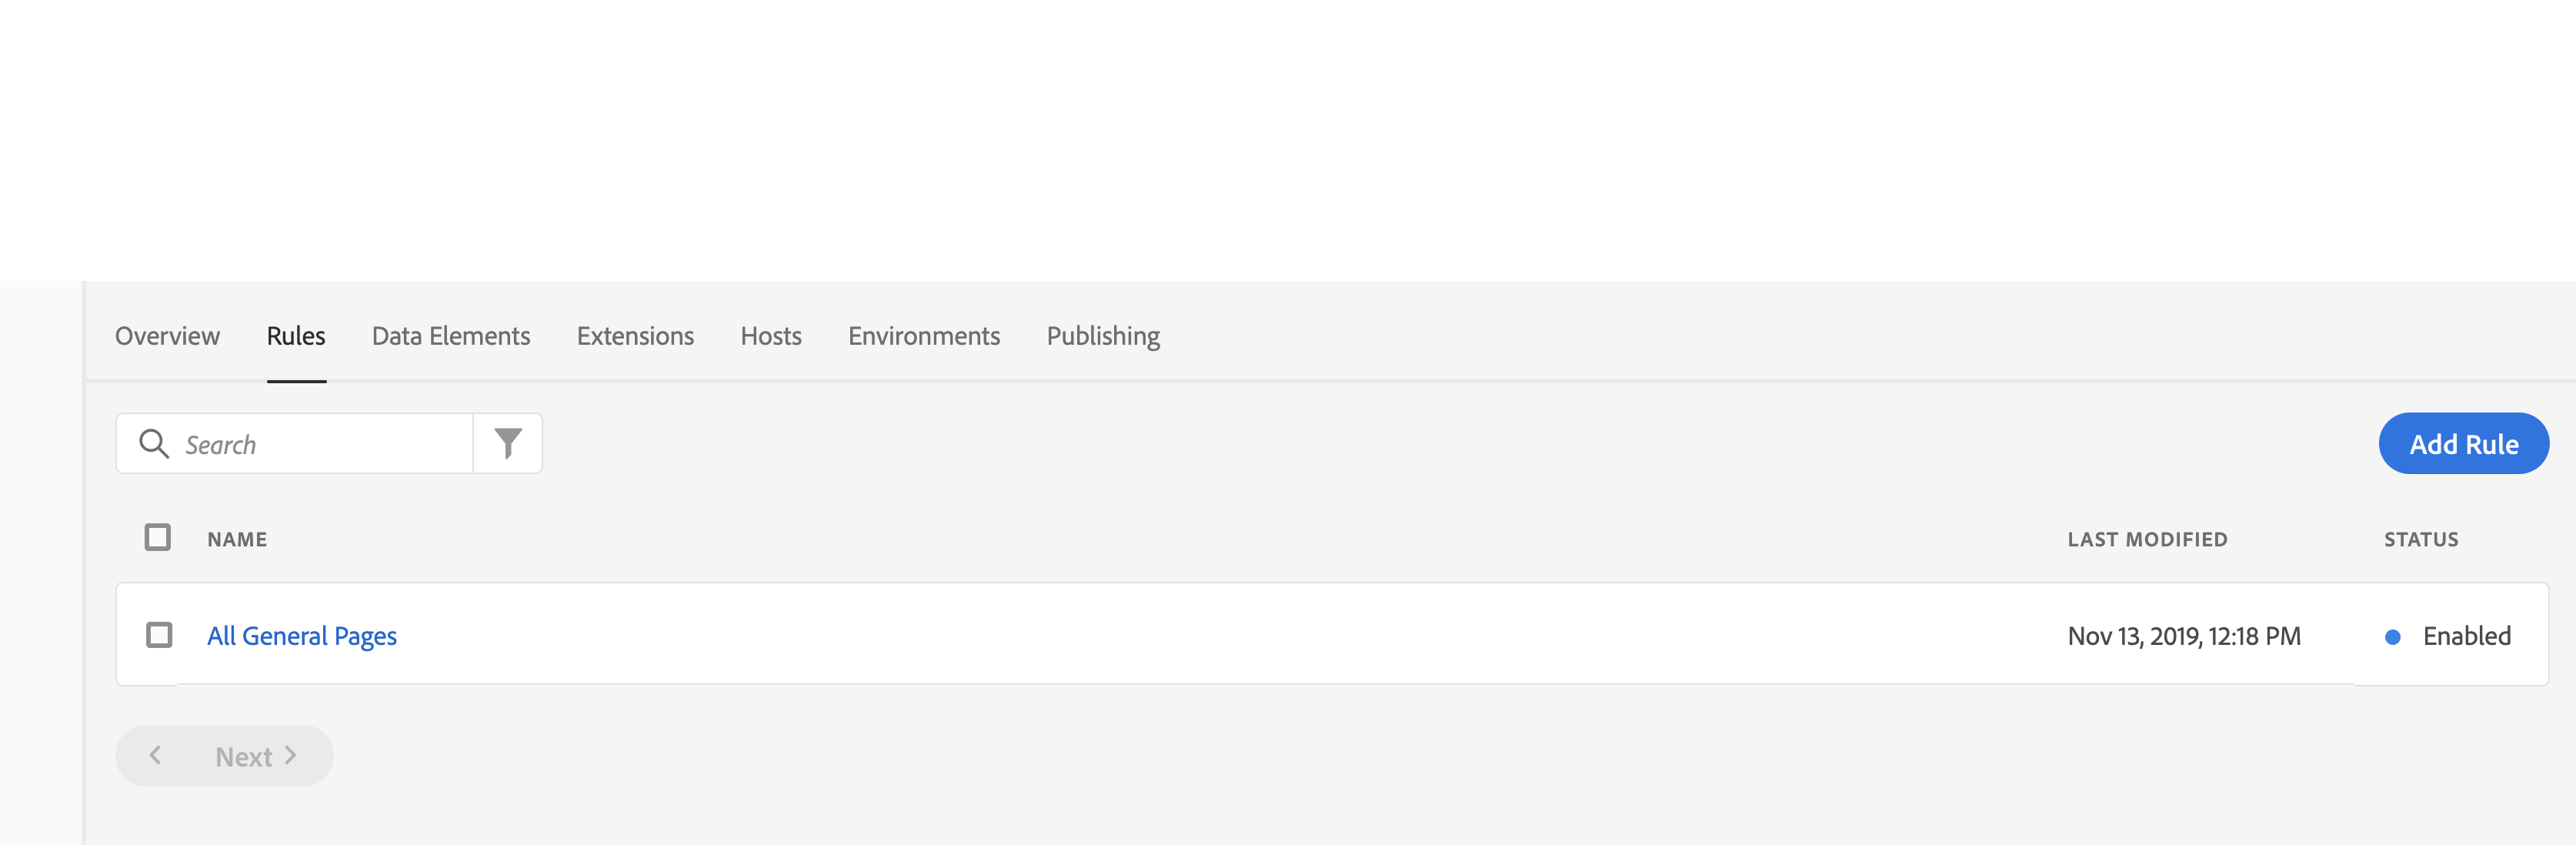 Overview Rules Data Elements Extensions Hosts Environments Publishing
Search
Add Rule
NAME LAST MODIFIED STATUS
All General Pages Nov 13, 2019, 12:18 PM Enabled
Next